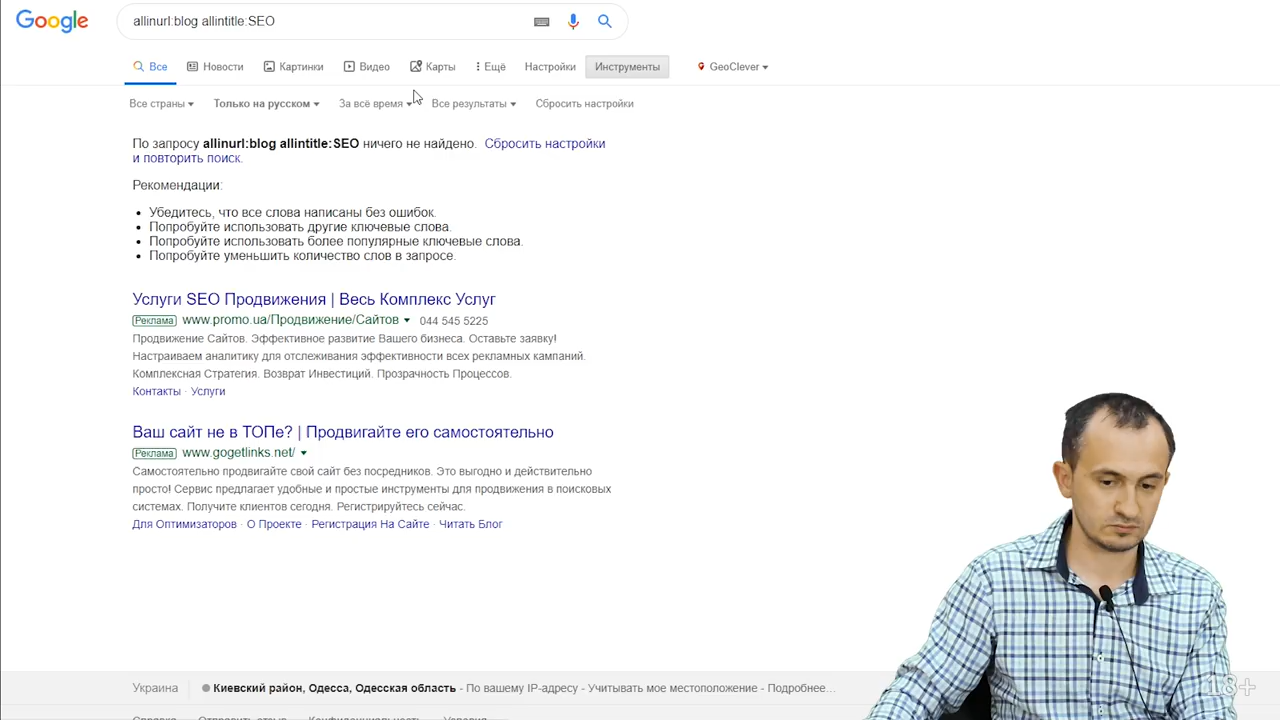 Google
allinurl:blog allintitle:SEO
Все Новости Картинки Видео Карты Ещё Настройки Инструменты GeoClever
Все страны Только на русском За всё время Все результаты Сбросить настройки
По запросу allinurl:blog allintitle:SEO ничего не найдено. Сбросить настройки
и повторить поиск.
Рекомендации:
Убедитесь, что все слова написаны без ошибок.
Попробуйте использовать другие ключевые слова.
Попробуйте использовать более популярные ключевые слова.
Попробуйте уменьшить количество слов в запросе.
Услуги SEO Продвижения | Весь Комплекс Услуг
Реклама www.promo.ua/Продвижение/Сайтов 044 545 5225
Продвижение Сайтов. Эффективное развитие Вашего бизнеса. Оставьте заявку!
Настраиваем аналитику для отслеживания эффективности всех рекламных кампаний.
Комплексная Стратегия. Возврат Инвестиций. Прозрачность Процессов.
Контакты · Услуги
Ваш сайт не в ТОПе? | Продвигайте его самостоятельно
Реклама www.gogetlinks.net/
Самостоятельно продвигайте свой сайт без посредников. Это выгодно и действительно
просто! Сервис предлагает удобные и простые инструменты для продвижения в поисковых
системах. Получите клиентов сегодня. Регистрируйтесь сейчас.
Для Оптимизаторов · О Проекте · Регистрация На Сайте · Читать Блог
Украина Киевский район, Одесса, Одесская область - По вашему IP-адресу - Учитывать мое местоположение - Подробнее…
18+